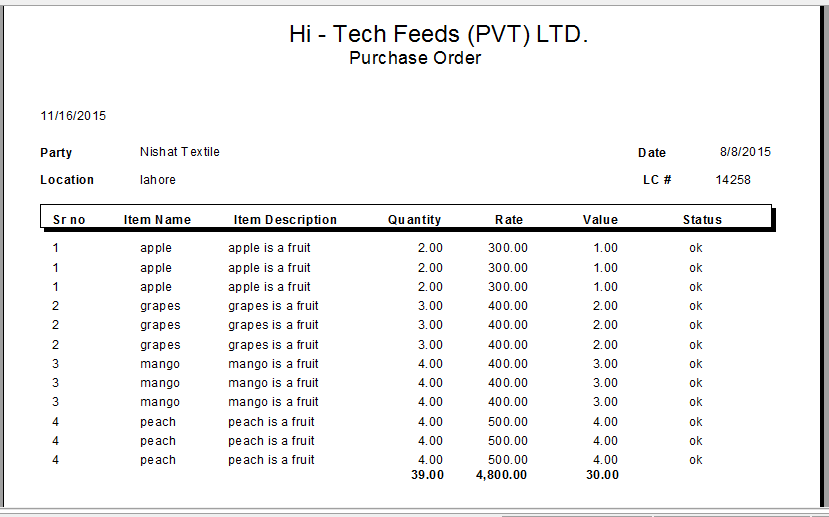 Hi - Tech Feeds (PVT) LTD.
Purchase Order
11/16/2015
Party Nishat Textile Date 8/8/2015
Location lahore LC # 14258
Sr no Item Name Item Description Quantity Rate Value Status
1 apple apple is a fruit 2.00 300.00 1.00 ok
1 apple apple is a fruit 2.00 300.00 1.00 ok
1 apple apple is a fruit 2.00 300.00 1.00 ok
2 grapes grapes is a fruit 3.00 400.00 2.00 ok
2 grapes grapes is a fruit 3.00 400.00 2.00 ok
2 grapes grapes is a fruit 3.00 400.00 2.00 ok
3 mango mango is a fruit 4.00 400.00 3.00 ok
3 mango mango is a fruit 4.00 400.00 3.00 ok
3 mango mango is a fruit 4.00 400.00 3.00 ok
4 peach peach is a fruit 4.00 500.00 4.00 ok
4 peach peach is a fruit 4.00 500.00 4.00 ok
4 peach peach is a fruit 4.00 500.00 4.00 ok
39.00 4,800.00 30.00